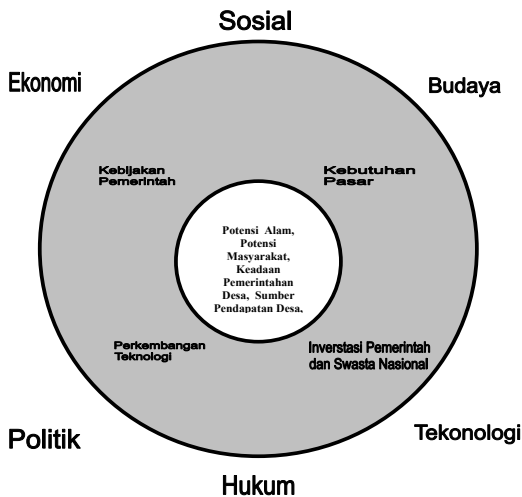 Sosial
Ekonomi
Budaya
Kebijakan
Pemerintah
Kebutuhan
Pasar
Potensi Alam,
Potensi
Masyarakat,
Keadaan
Pemerintahan
Desa, Sumber
Pendapatan Desa,
Perkembangan
Teknologi
Inverstasi Pemerintah
dan Swasta Nasional
Politik
Tekonologi
Hukum